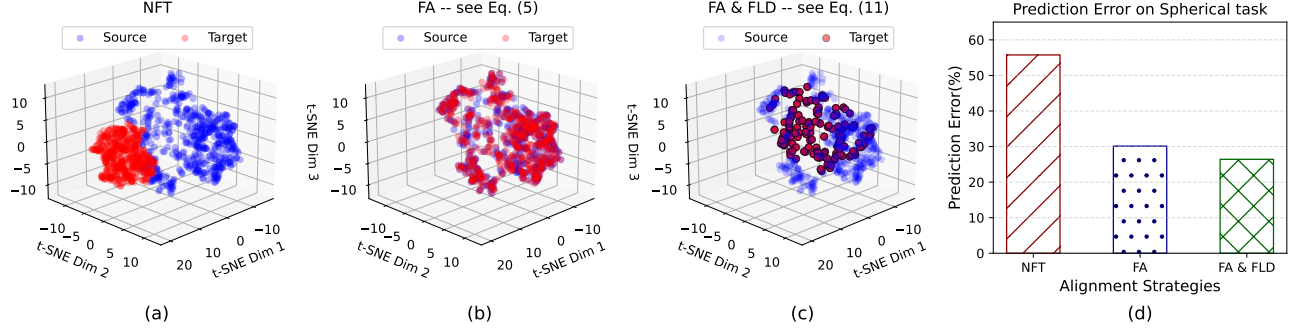 NFT
Source Target
10
5
0
−5
−10
t-SNE Dim 3
−10
−5
0
5
10
t-SNE Dim 2
20
10
0
−10
t-SNE Dim 1
(a)
FA -- see Eq. (5)
Source Target
10
5
0
−5
−10
t-SNE Dim 3
−10
−5
0
5
10
t-SNE Dim 2
20
10
0
−10
t-SNE Dim 1
(b)
FA & FLD -- see Eq. (11)
Source Target
10
5
0
−5
−10
t-SNE Dim 3
−10
−5
0
5
10
t-SNE Dim 2
20
10
0
−10
t-SNE Dim 1
(c)
Prediction Error on Spherical task
60
50
40
30
20
10
0
Prediction Error(%)
NFT FA FA & FLD
Alignment Strategies
(d)